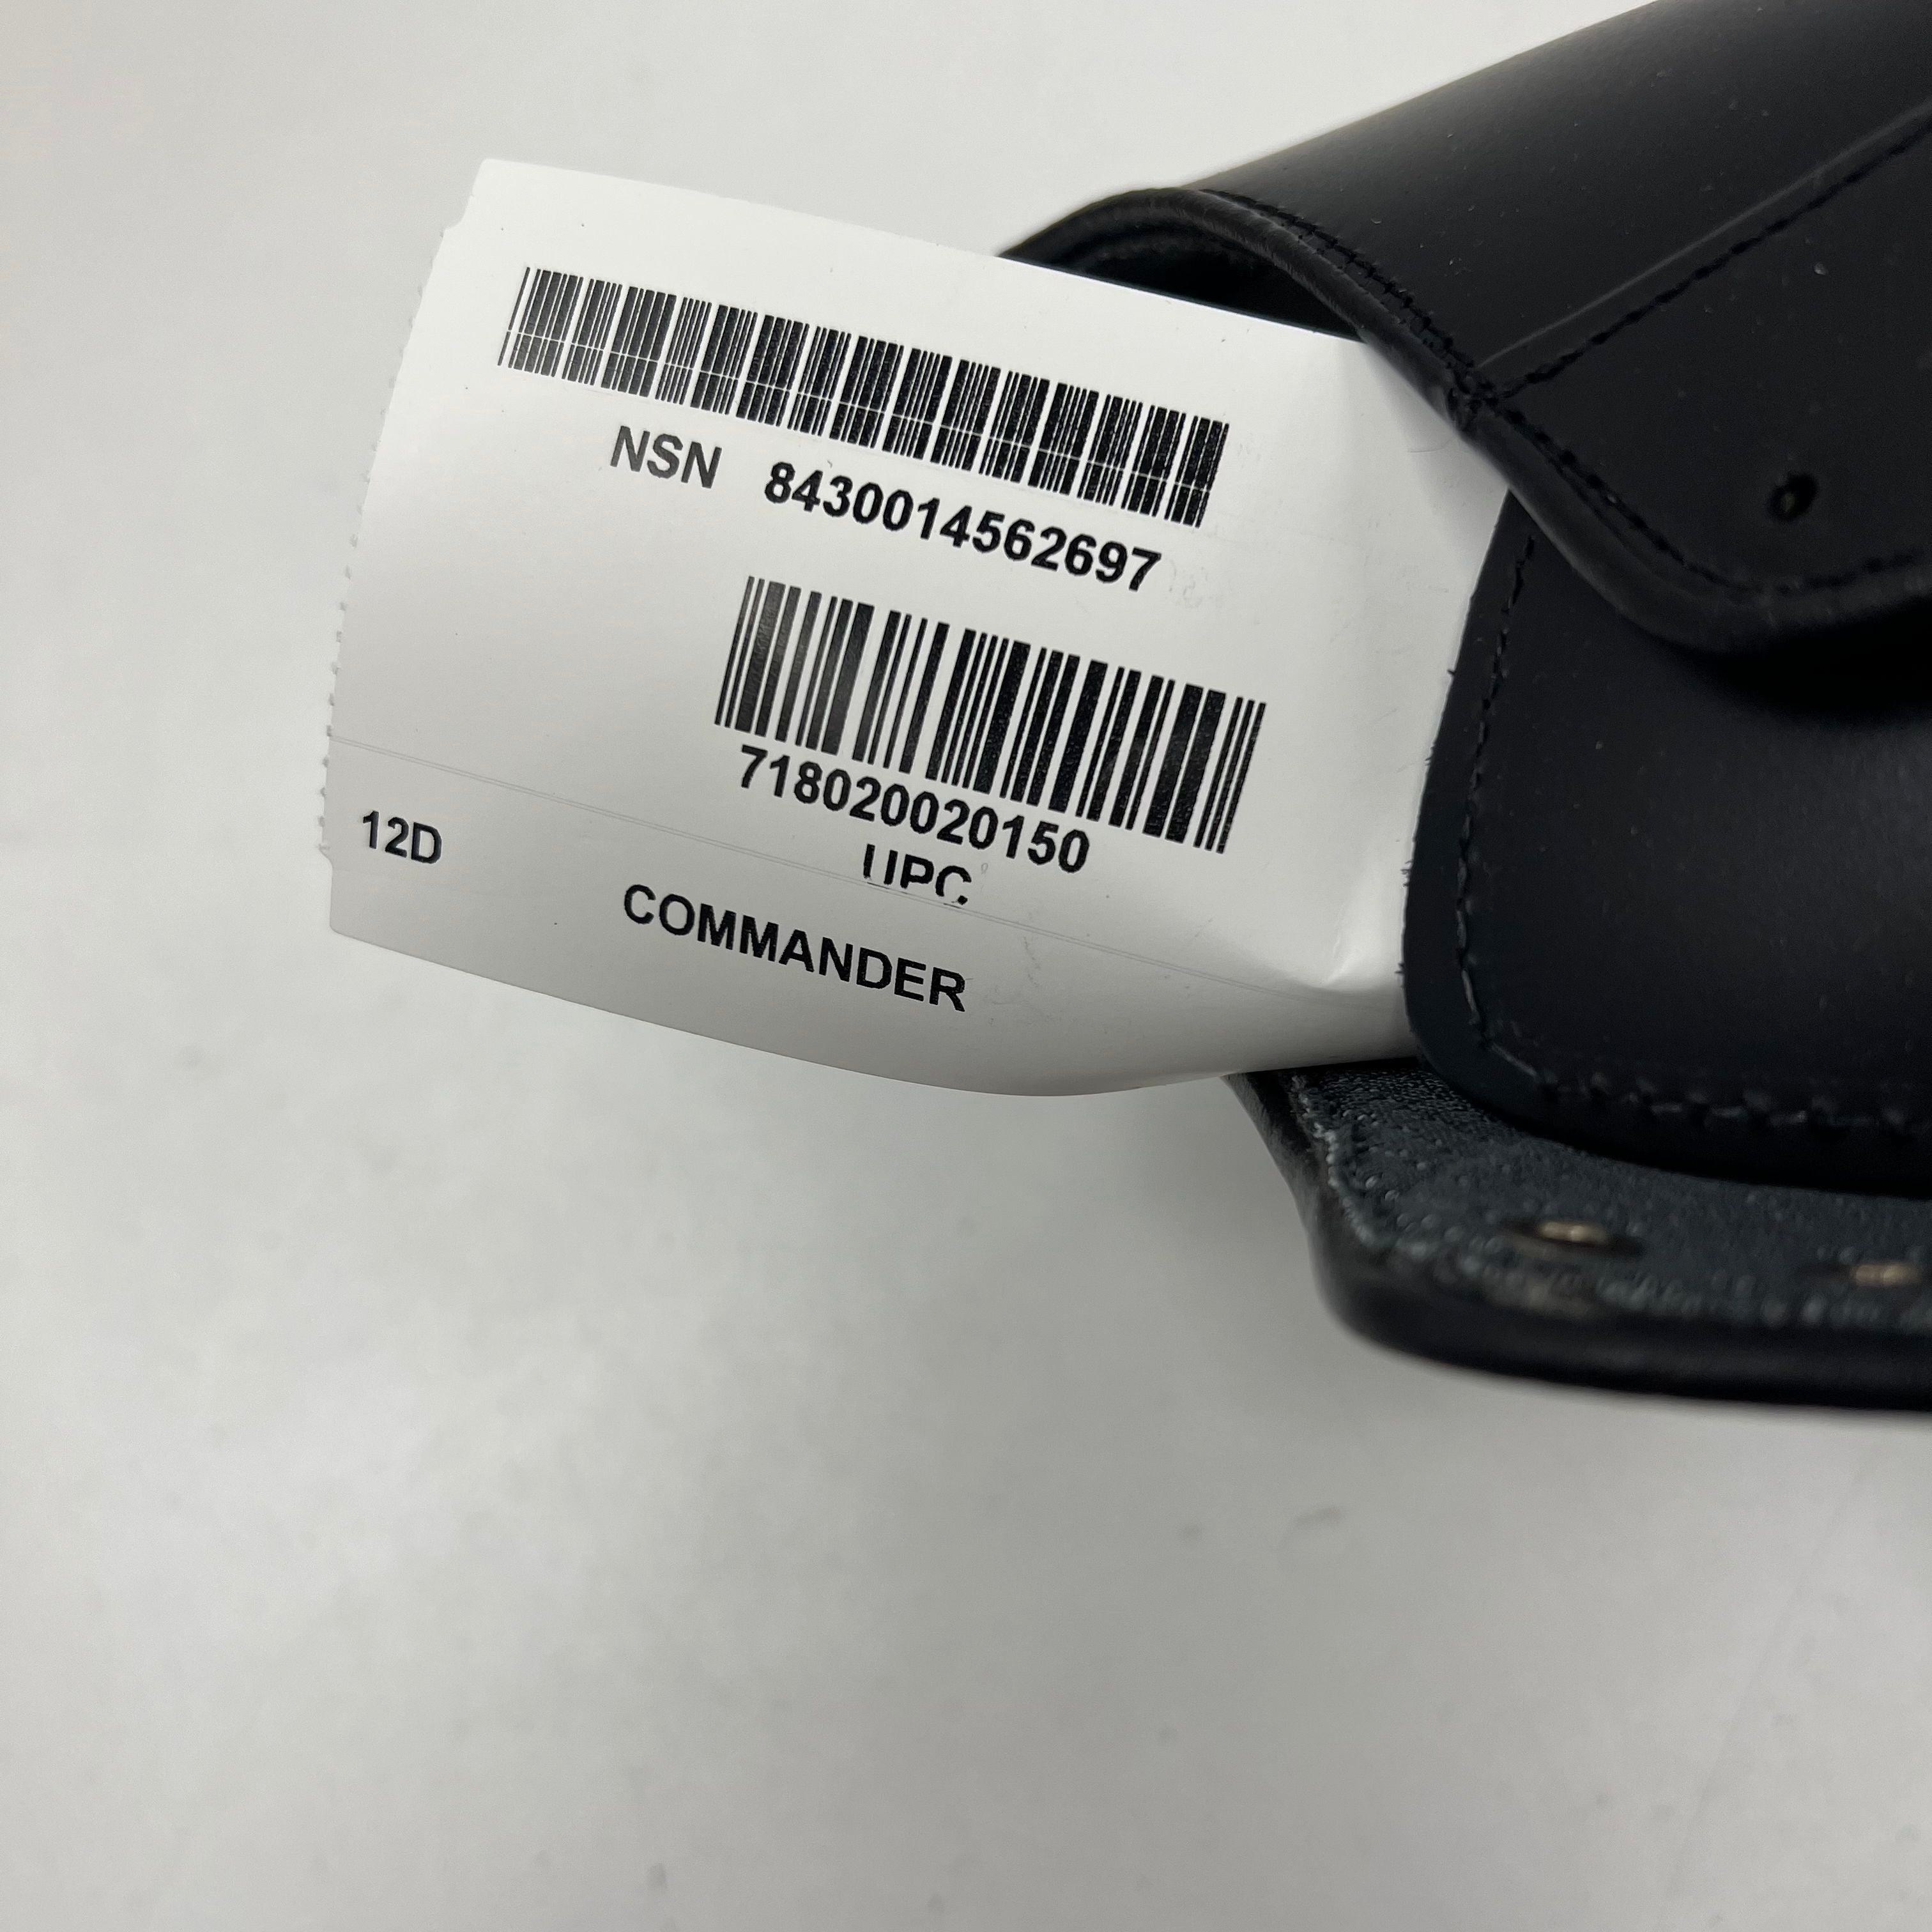 NSN 8430014562697
718020020150
UPC
12D
COMMANDER